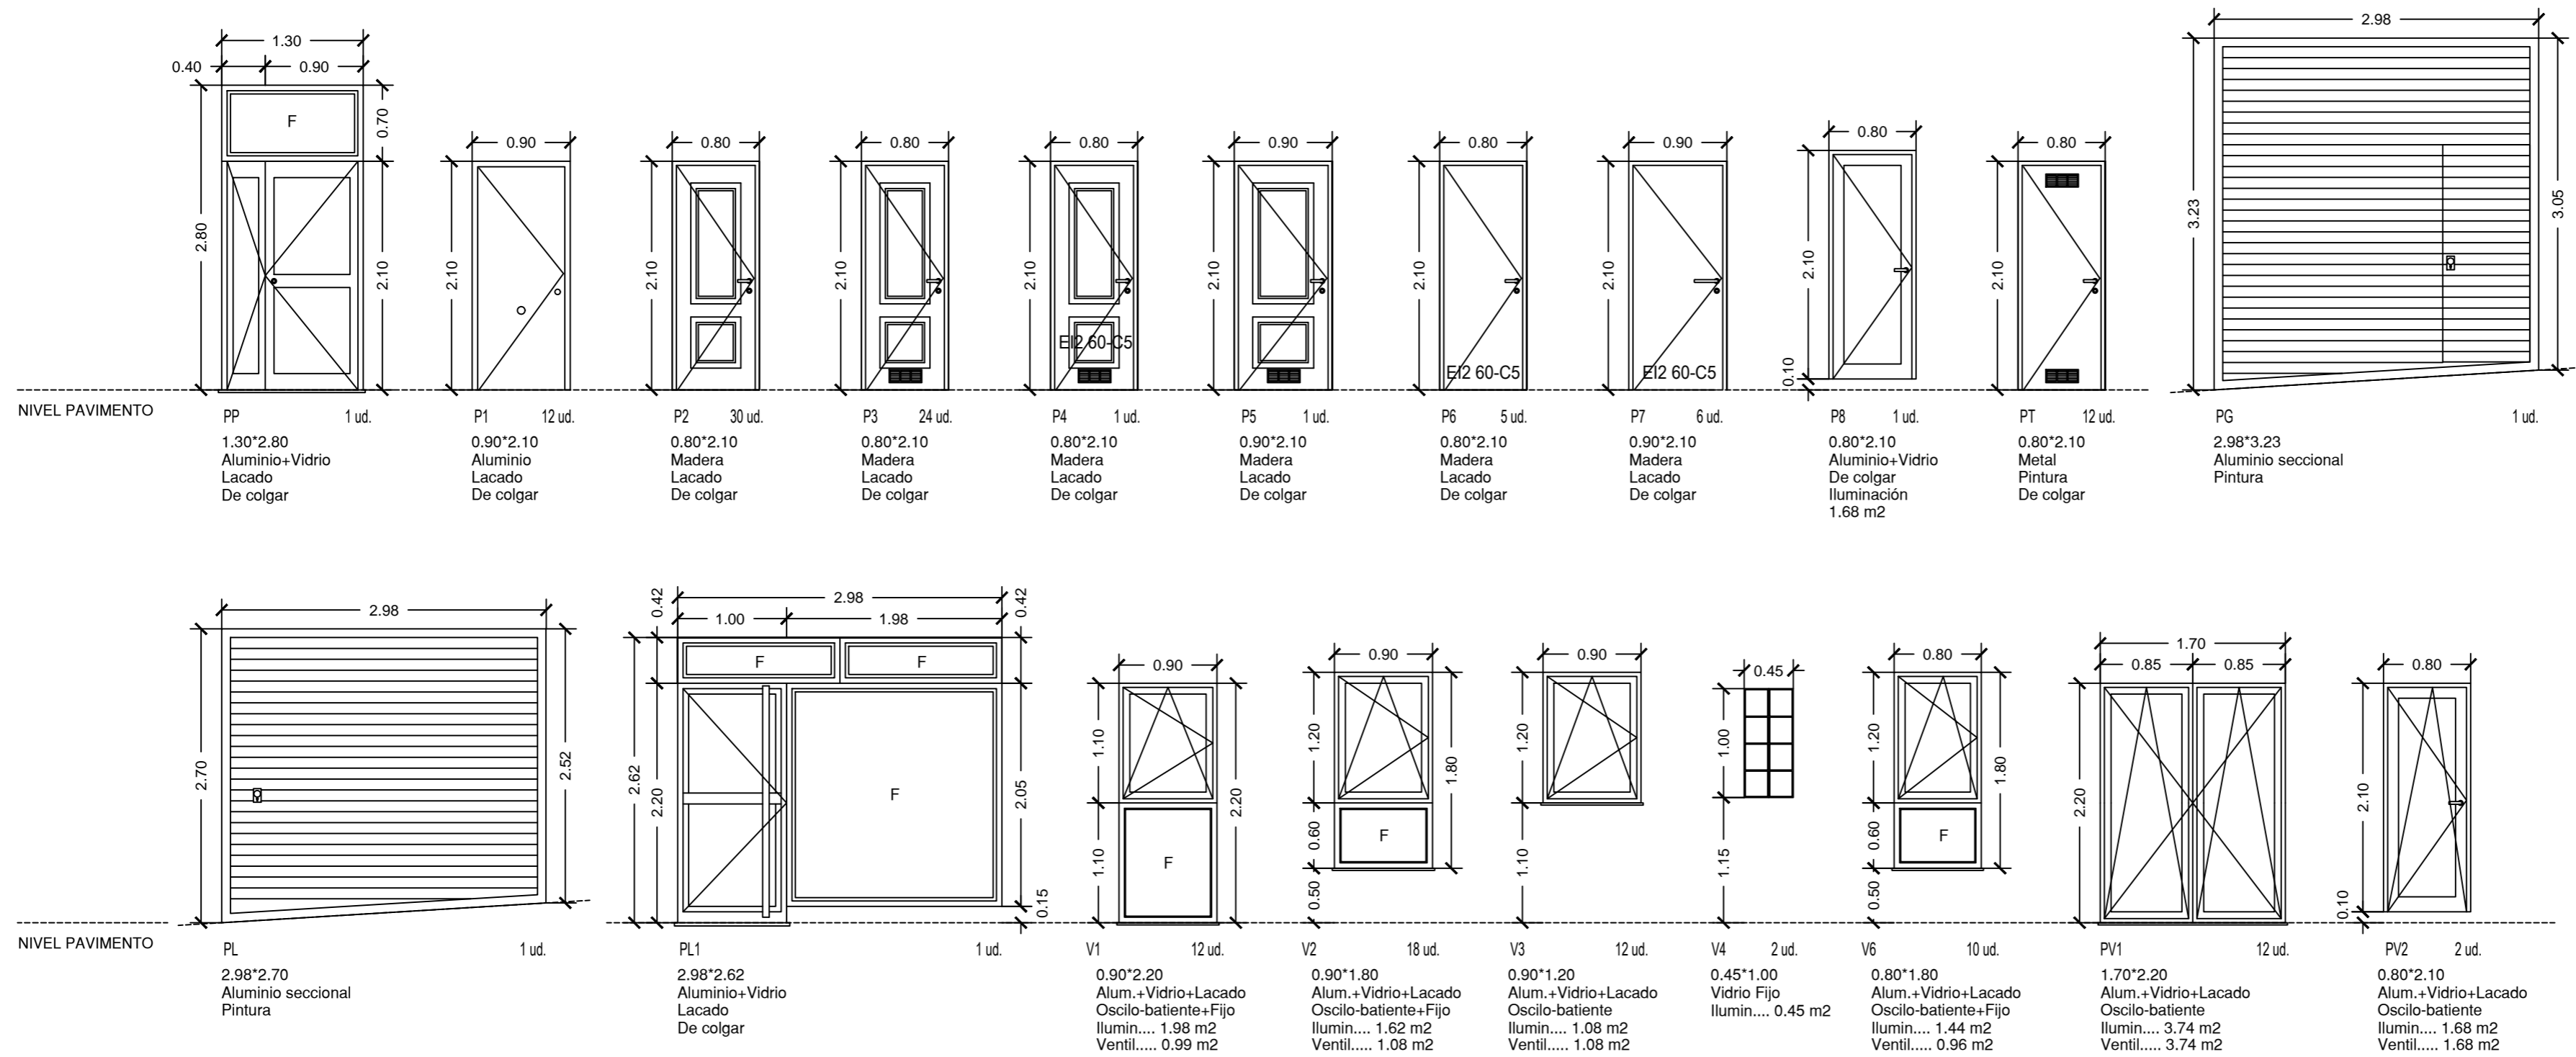 1.30
0.40
0.90
F
0.70
2.80
2.10
0.90
2.10
0.80
2.10
0.80
2.10
0.80
2.10
EI2 60-C5
0.90
2.10
0.80
2.10
EI2 60-C5
0.90
2.10
EI2 60-C5
0.80
2.10
0.10
0.80
2.10
2.98
3.23
3.05
NIVEL PAVIMENTO
PP 1 ud.
1.30*2.80
Aluminio+Vidrio
Lacado
De colgar
P1 12 ud.
0.90*2.10
Aluminio
Lacado
De colgar
P2 30 ud.
0.80*2.10
Madera
Lacado
De colgar
P3 24 ud.
0.80*2.10
Madera
Lacado
De colgar
P4 1 ud.
0.80*2.10
Madera
Lacado
De colgar
P5 1 ud.
0.90*2.10
Madera
Lacado
De colgar
P6 5 ud.
0.80*2.10
Madera
Lacado
De colgar
P7 6 ud.
0.90*2.10
Madera
Lacado
De colgar
P8 1 ud.
0.80*2.10
Aluminio+Vidrio
De colgar
Iluminación
1.68 m2
PT 12 ud.
0.80*2.10
Metal
Pintura
De colgar
PG 1 ud.
2.98*3.23
Aluminio seccional
Pintura
2.98
2.70
2.52
0.42
2.98
0.42
1.00
1.98
F
F
2.62
2.20
F
2.05
0.15
0.90
1.10
1.10
F
2.20
0.90
1.20
0.60
0.50
F
1.80
0.90
1.20
1.10
0.45
1.00
1.15
0.80
1.20
0.60
0.50
F
1.80
1.70
0.85
0.85
2.20
0.80
2.10
0.10
NIVEL PAVIMENTO
PL 1 ud.
2.98*2.70
Aluminio seccional
Pintura
PL1 1 ud.
2.98*2.62
Aluminio+Vidrio
Lacado
De colgar
V1 12 ud.
0.90*2.20
Alum.+Vidrio+Lacado
Oscilo-batiente+Fijo
Ilumin.... 1.98 m2
Ventil..... 0.99 m2
V2 18 ud.
0.90*1.80
Alum.+Vidrio+Lacado
Oscilo-batiente+Fijo
Ilumin.... 1.62 m2
Ventil..... 1.08 m2
V3 12 ud.
0.90*1.20
Alum.+Vidrio+Lacado
Oscilo-batiente
Ilumin.... 1.08 m2
Ventil..... 1.08 m2
V4 2 ud.
0.45*1.00
Vidrio Fijo
Ilumin.... 0.45 m2
V6 10 ud.
0.80*1.80
Alum.+Vidrio+Lacado
Oscilo-batiente+Fijo
Ilumin.... 1.44 m2
Ventil..... 0.96 m2
PV1 12 ud.
1.70*2.20
Alum.+Vidrio+Lacado
Oscilo-batiente
Ilumin.... 3.74 m2
Ventil..... 3.74 m2
PV2 2 ud.
0.80*2.10
Alum.+Vidrio+Lacado
Oscilo-batiente
Ilumin.... 1.68 m2
Ventil..... 1.68 m2